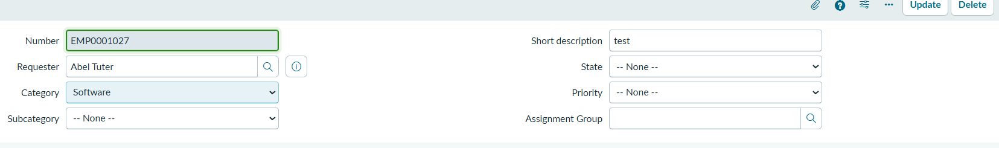 Update Delete
Number EMP0001027
Short description test
Requester Abel Tuter
State -- None --
Category Software
Priority -- None --
Subcategory -- None --
Assignment Group